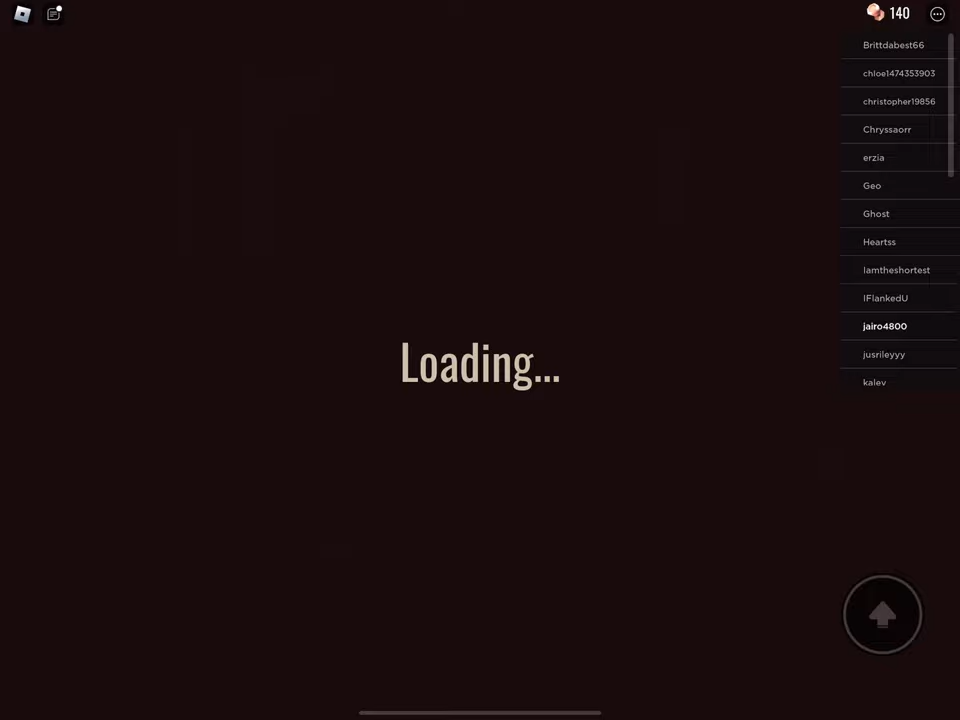 140
Brittdabest66
chloe1474353903
christopher19856
Chryssaorr
erzia
Geo
Ghost
Heartss
Iamtheshortest
IFlankedU
jairo4800
jusrileyyy
kalev
Loading...